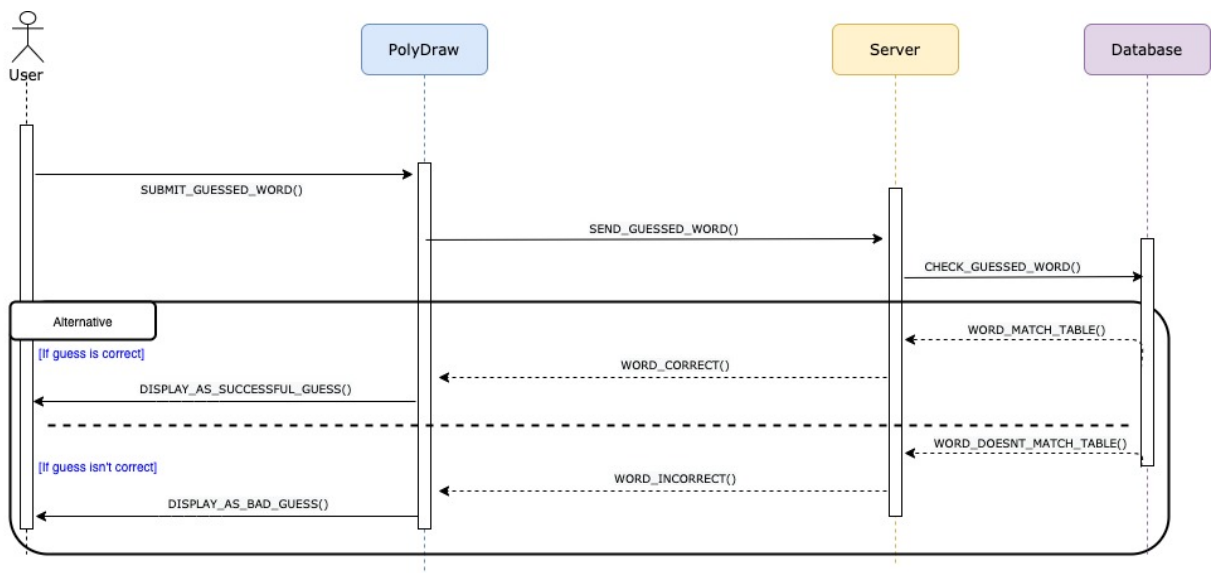 User
PolyDraw
Server
Database
SUBMIT_GUESSED_WORD()
SEND_GUESSED_WORD()
CHECK_GUESSED_WORD()
Alternative
WORD_MATCH_TABLE()
[If guess is correct]
WORD_CORRECT()
DISPLAY_AS_SUCCESSFUL_GUESS()
WORD_DOESNT_MATCH_TABLE()
[If guess isn't correct]
WORD_INCORRECT()
DISPLAY_AS_BAD_GUESS()